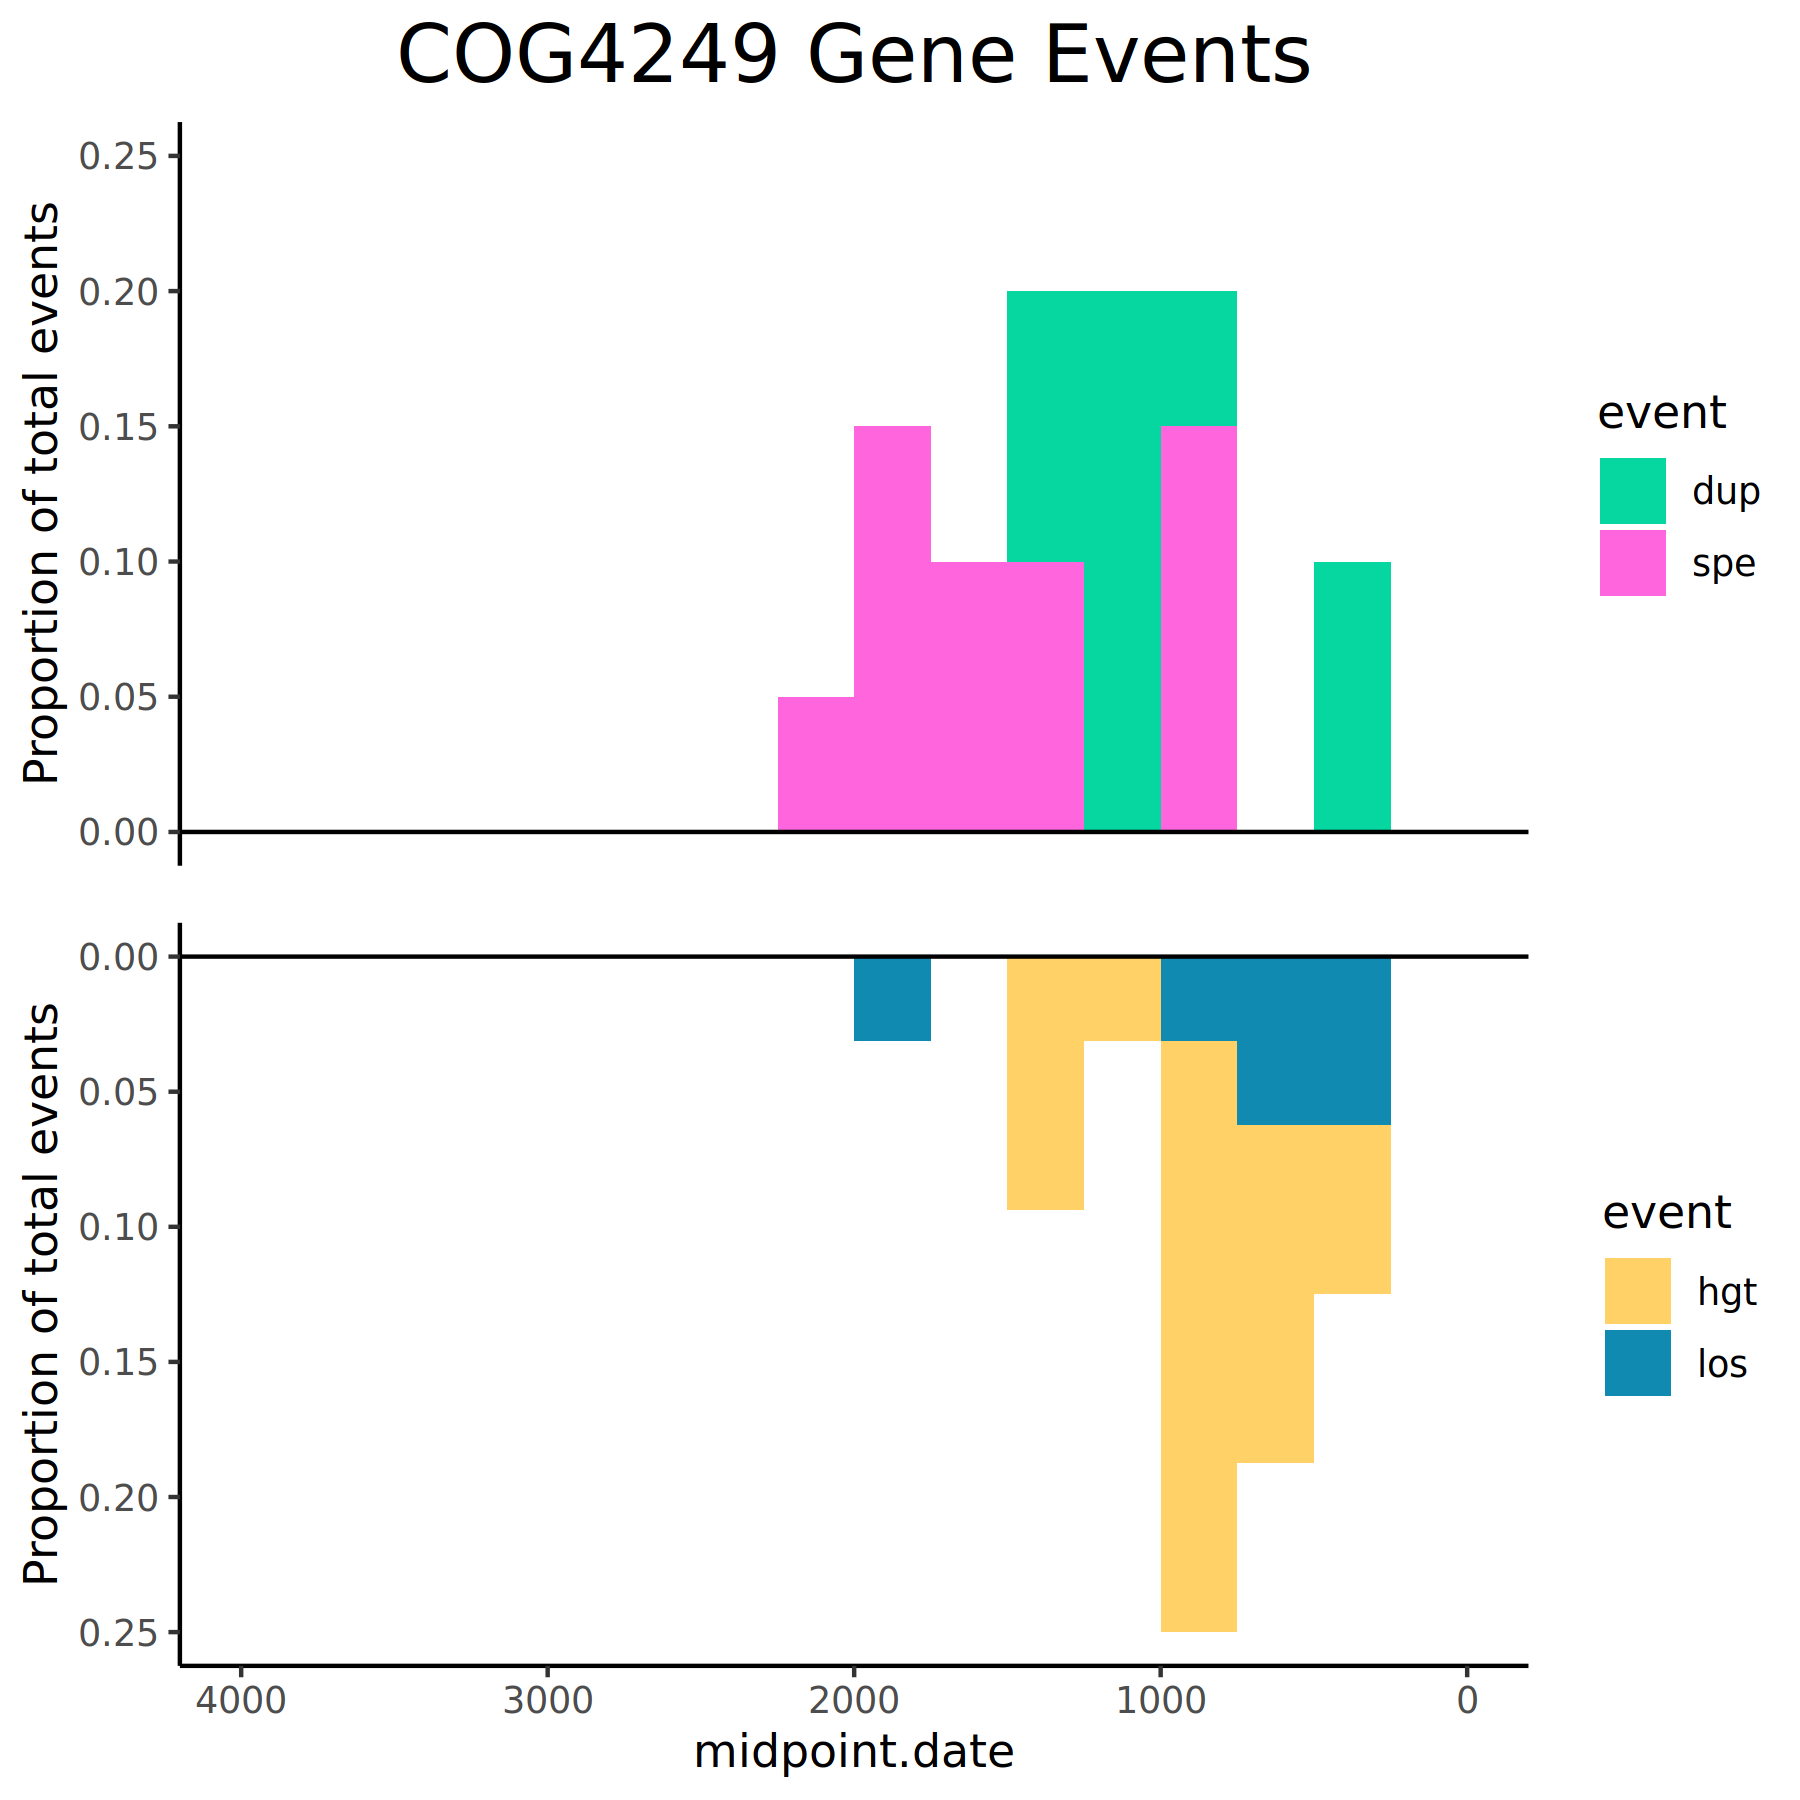 COG4249 Gene Events
Proportion of total events
0.25
0.20
0.15
0.10
0.05
0.00
event
dup
spe
Proportion of total events
0.00
0.05
0.10
0.15
0.20
0.25
event
hgt
los
4000 3000 2000 1000 0
midpoint.date